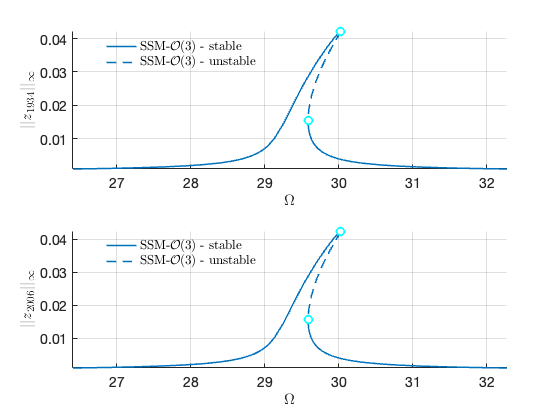 0.04
0.03
0.02
0.01
||z1934||∞
SSM-O(3) - stable
SSM-O(3) - unstable
27 28 29 30 31 32
Ω
0.04
0.03
0.02
0.01
||z2006||∞
SSM-O(3) - stable
SSM-O(3) - unstable
27 28 29 30 31 32
Ω